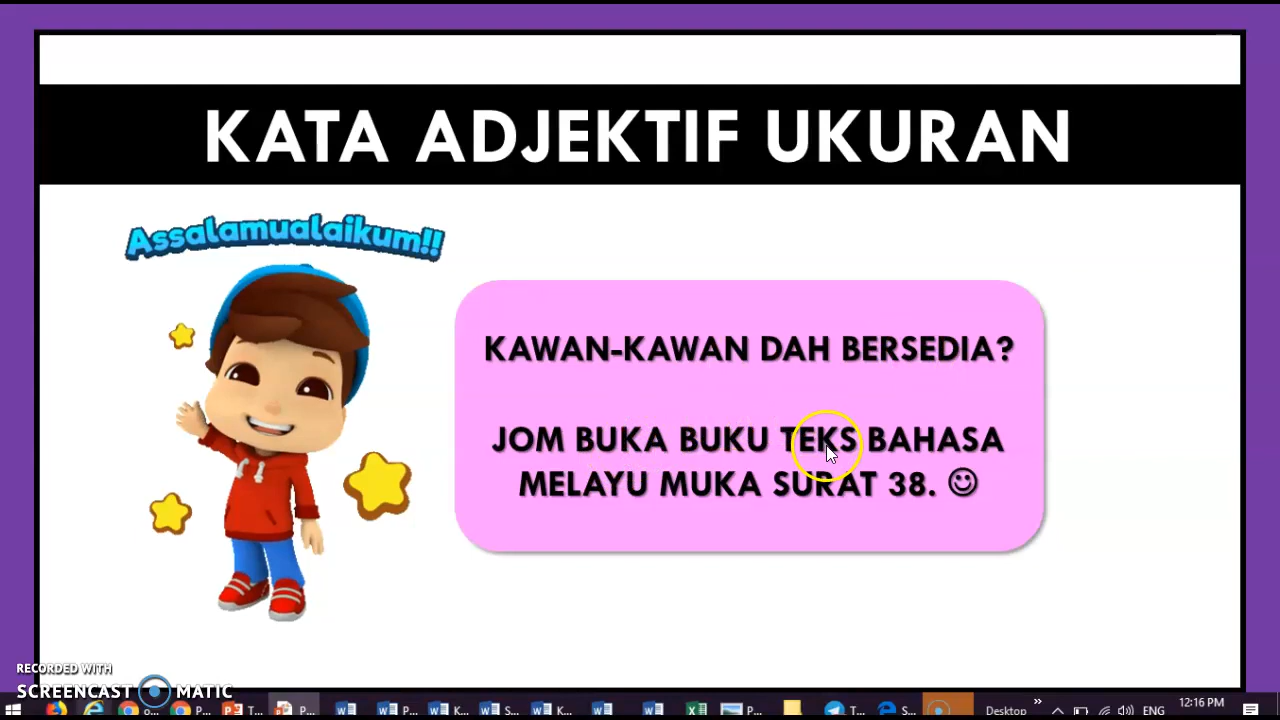 KATA ADJEKTIF UKURAN
Assalamualaikum!!
KAWAN-KAWAN DAH BERSEDIA?
JOM BUKA BUKU TEKS BAHASA
MELAYU MUKA SURAT 38. ☺
RECORDED WITH
SCREENCAST MATIC
o... P... T... P... P... K... S... K... P... T... S... Desktop » ENG 12:16 PM